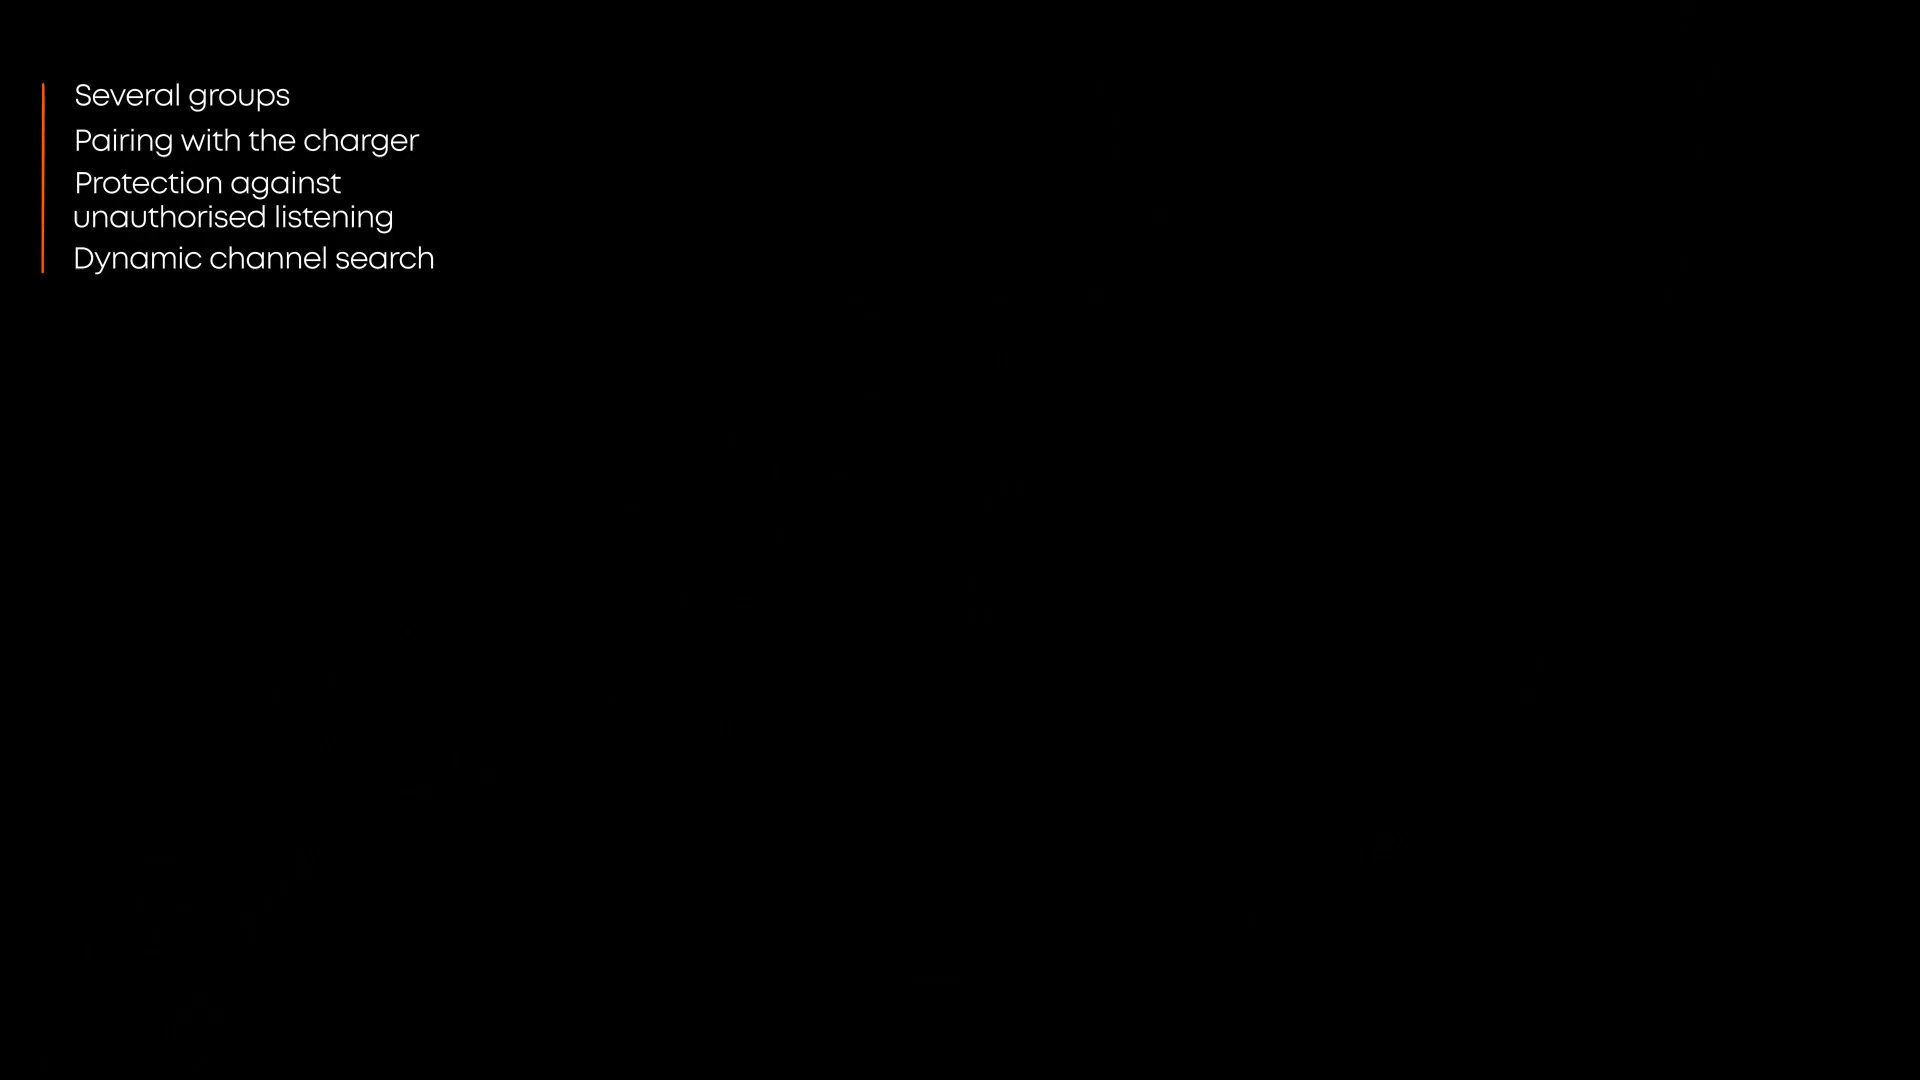 Several groups
Pairing with the charger
Protection against
unauthorised listening
Dynamic channel search